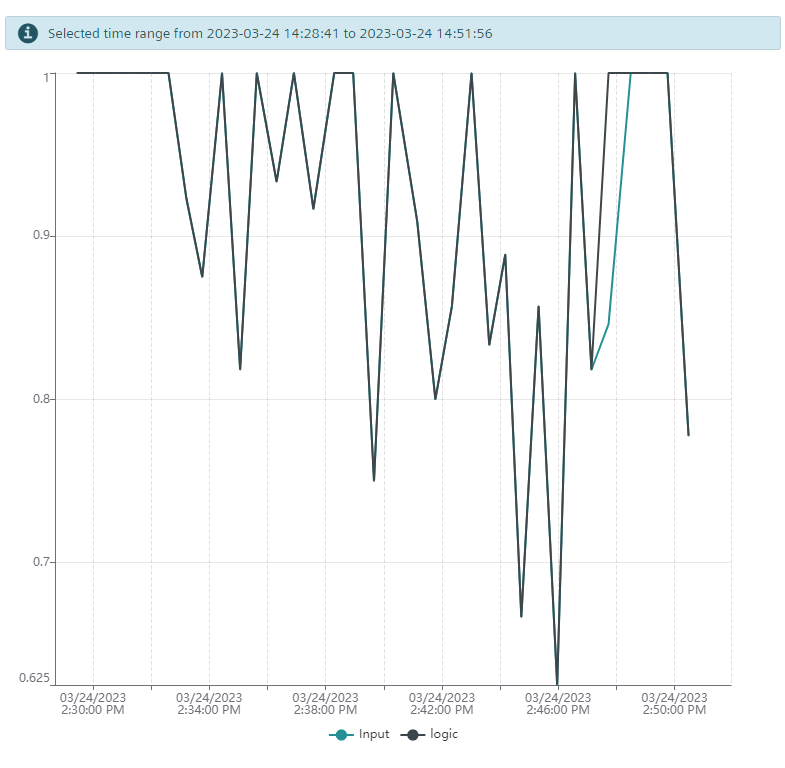 Selected time range from 2023-03-24 14:28:41 to 2023-03-24 14:51:56
1
0.9
0.8
0.7
0.625
03/24/2023 03/24/2023 03/24/2023 03/24/2023 03/24/2023 03/24/2023
2:30:00 PM 2:34:00 PM 2:38:00 PM 2:42:00 PM 2:46:00 PM 2:50:00 PM
Input logic